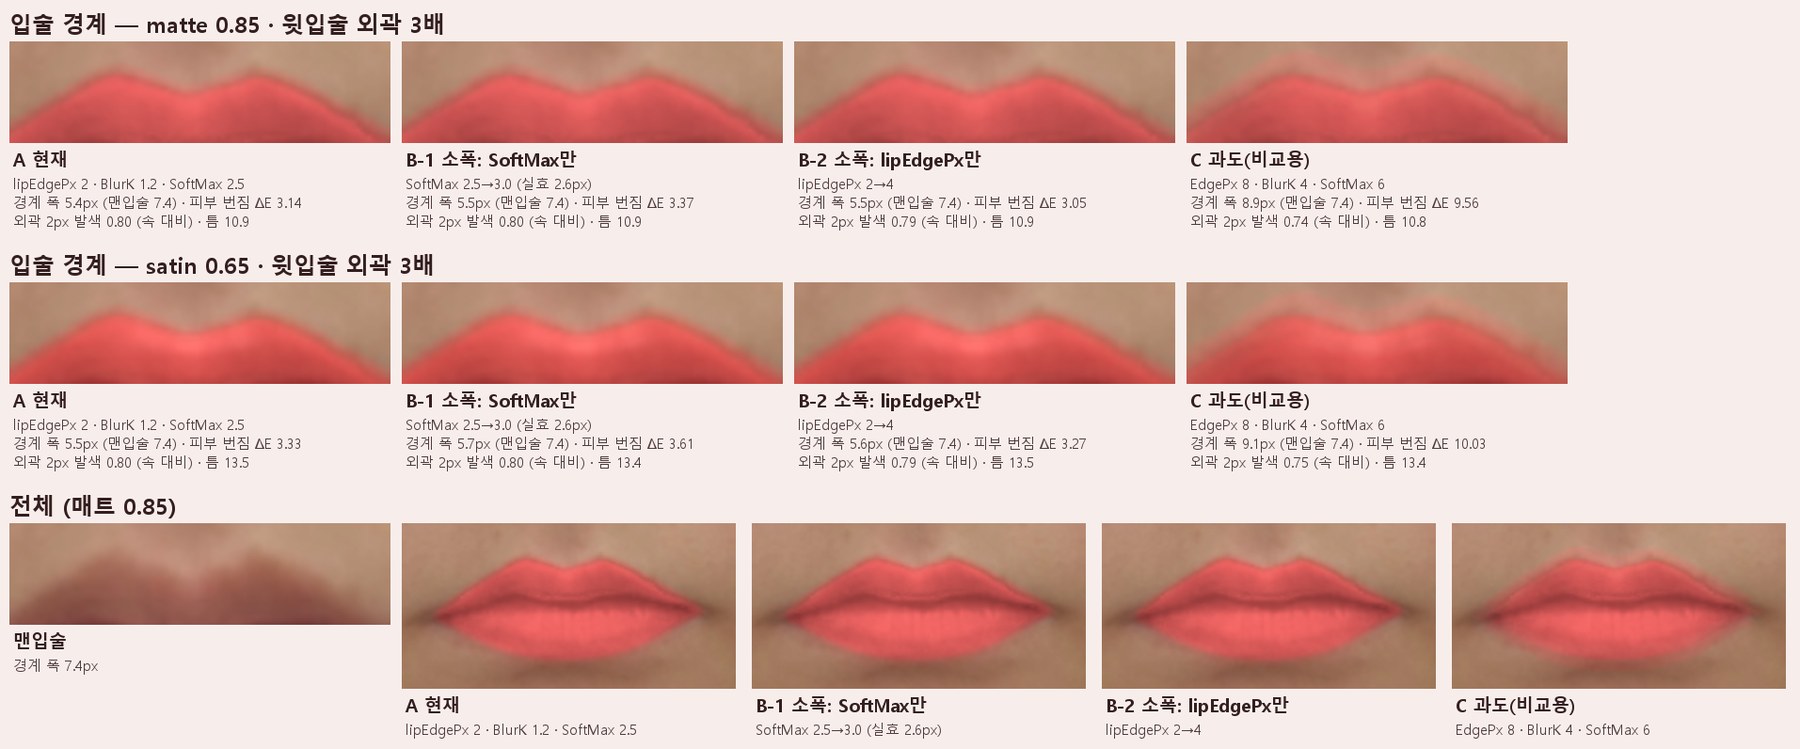 입술 경계 — matte 0.85 · 윗입술 외곽 3배
A 현재
lipEdgePx 2 · BlurK 1.2 · SoftMax 2.5
경계 폭 5.4px (맨입술 7.4) · 피부 번짐 ΔE 3.14
외곽 2px 발색 0.80 (속 대비) · 틈 10.9
B-1 소폭: SoftMax만
SoftMax 2.5→3.0 (실효 2.6px)
경계 폭 5.5px (맨입술 7.4) · 피부 번짐 ΔE 3.37
외곽 2px 발색 0.80 (속 대비) · 틈 10.9
B-2 소폭: lipEdgePx만
lipEdgePx 2→4
경계 폭 5.5px (맨입술 7.4) · 피부 번짐 ΔE 3.05
외곽 2px 발색 0.79 (속 대비) · 틈 10.9
C 과도(비교용)
EdgePx 8 · BlurK 4 · SoftMax 6
경계 폭 8.9px (맨입술 7.4) · 피부 번짐 ΔE 9.56
외곽 2px 발색 0.74 (속 대비) · 틈 10.8
입술 경계 — satin 0.65 · 윗입술 외곽 3배
A 현재
lipEdgePx 2 · BlurK 1.2 · SoftMax 2.5
경계 폭 5.5px (맨입술 7.4) · 피부 번짐 ΔE 3.33
외곽 2px 발색 0.80 (속 대비) · 틈 13.5
B-1 소폭: SoftMax만
SoftMax 2.5→3.0 (실효 2.6px)
경계 폭 5.7px (맨입술 7.4) · 피부 번짐 ΔE 3.61
외곽 2px 발색 0.80 (속 대비) · 틈 13.4
B-2 소폭: lipEdgePx만
lipEdgePx 2→4
경계 폭 5.6px (맨입술 7.4) · 피부 번짐 ΔE 3.27
외곽 2px 발색 0.79 (속 대비) · 틈 13.5
C 과도(비교용)
EdgePx 8 · BlurK 4 · SoftMax 6
경계 폭 9.1px (맨입술 7.4) · 피부 번짐 ΔE 10.03
외곽 2px 발색 0.75 (속 대비) · 틈 13.4
전체 (매트 0.85)
맨입술
경계 폭 7.4px
A 현재
lipEdgePx 2 · BlurK 1.2 · SoftMax 2.5
B-1 소폭: SoftMax만
SoftMax 2.5→3.0 (실효 2.6px)
B-2 소폭: lipEdgePx만
lipEdgePx 2→4
C 과도(비교용)
EdgePx 8 · BlurK 4 · SoftMax 6